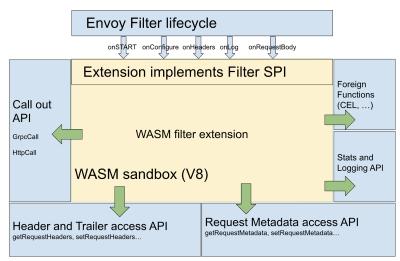 Envoy Filter lifecycle
onSTART onConfigure onHeaders onLog onRequestBody
Extension implements Filter SPI
Call out
API
GrpcCall
HttpCall
WASM filter extension
WASM sandbox (V8)
Foreign
Functions
(CEL, ...)
Stats and
Logging API
Header and Trailer access API
getRequestHeaders, setRequestHeaders...
Request Metadata access API
getRequestMetadata, setRequestMetadata...